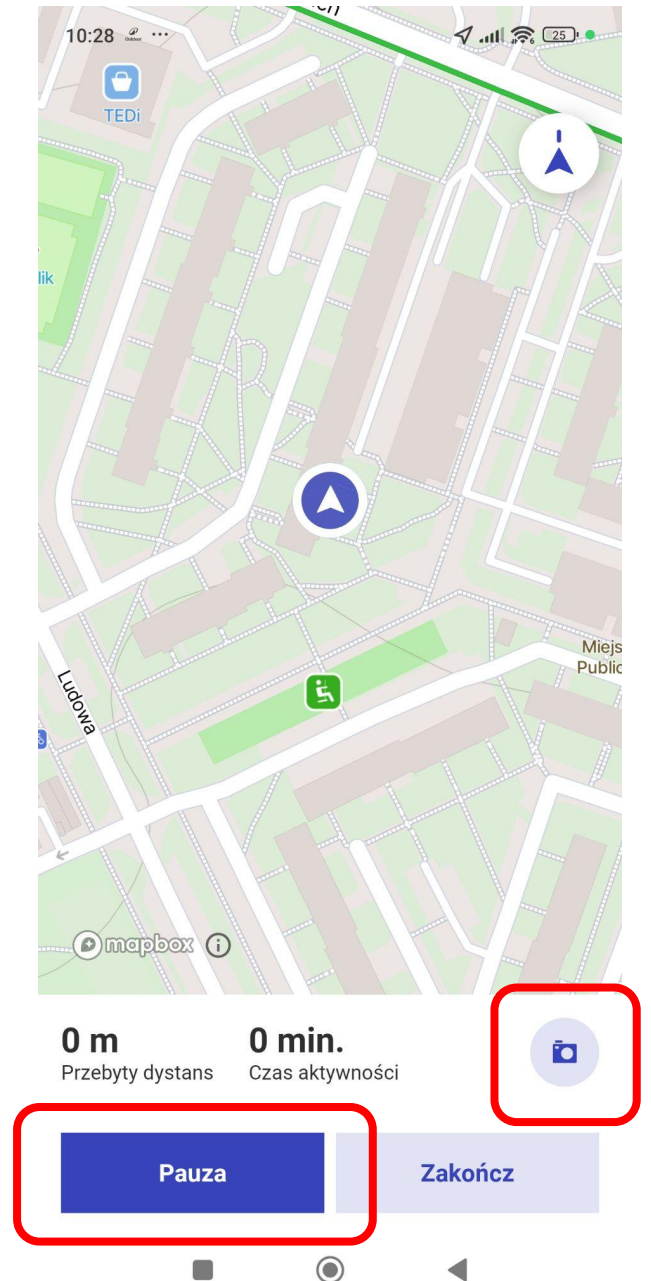 10:28
25
TEDi
lik
Miejs
Public
Ludowa
mapbox
0 m 0 min.
Przebyty dystans Czas aktywności
Pauza Zakończ